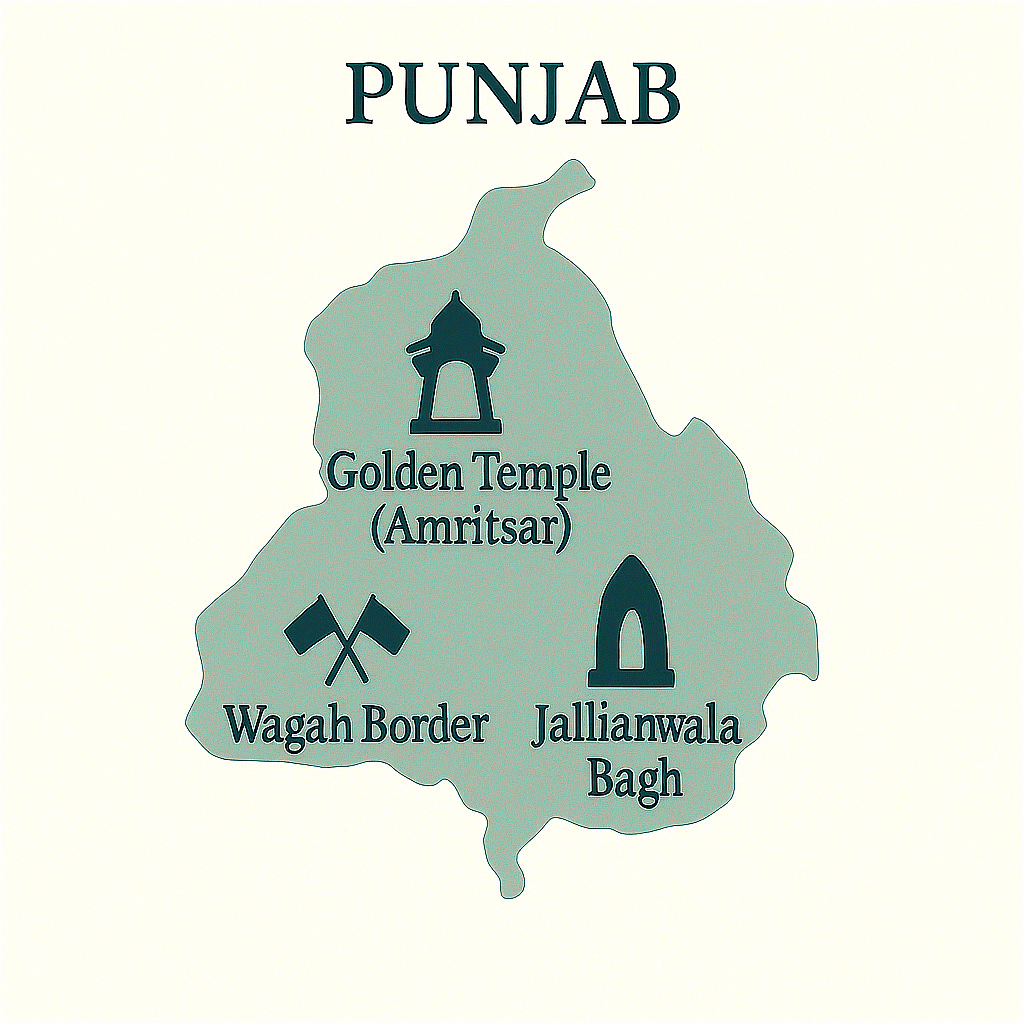 PUNJAB
Golden Temple
(Amritsar)
Wagah Border
Jallianwala
Bagh